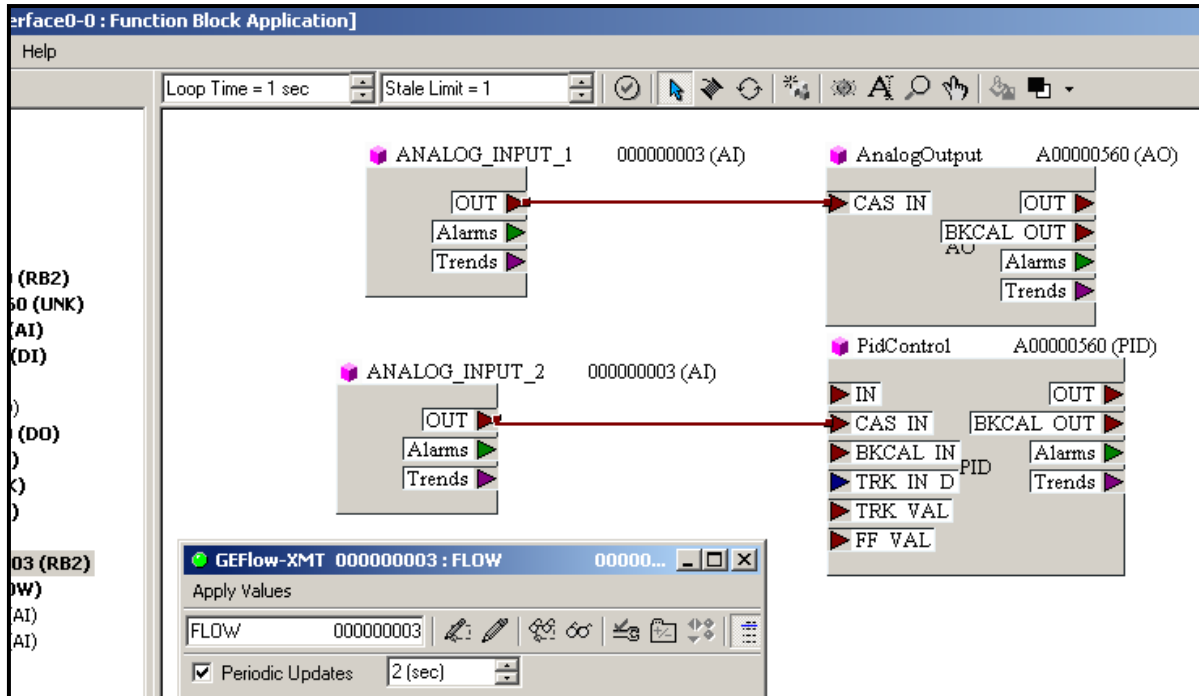 erface0-0 : Function Block Application]
Help
Loop Time = 1 sec
Stale Limit = 1
(RB2)
60 (UNK)
(AI)
(DI)
(DO)
03 (RB2)
OW)
(AI)
(AI)
ANALOG_INPUT_1 000000003 (AI)
OUT
Alarms
Trends
AnalogOutput A00000560 (AO)
CAS IN
OUT
BKCAL OUT
AO
Alarms
Trends
ANALOG_INPUT_2 000000003 (AI)
OUT
Alarms
Trends
PidControl A00000560 (PID)
IN
CAS IN
BKCAL IN
TRK IN D
TRK VAL
FF VAL
PID
OUT
BKCAL OUT
Alarms
Trends
GEFlow-XMT 000000003 : FLOW 00000...
Apply Values
FLOW 000000003
Periodic Updates
2 (sec)